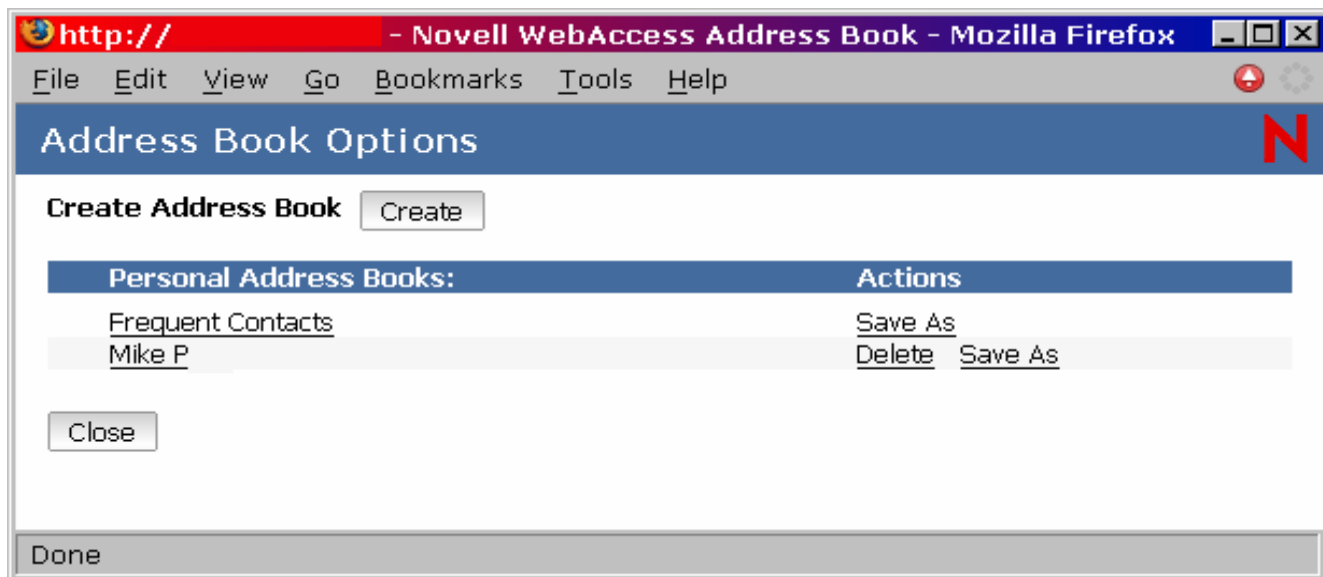 http:// - Novell WebAccess Address Book - Mozilla Firefox
File Edit View Go Bookmarks Tools Help
Address Book Options N
Create Address Book Create
Personal Address Books: Actions
Frequent Contacts Save As
Mike P Delete Save As
Close
Done